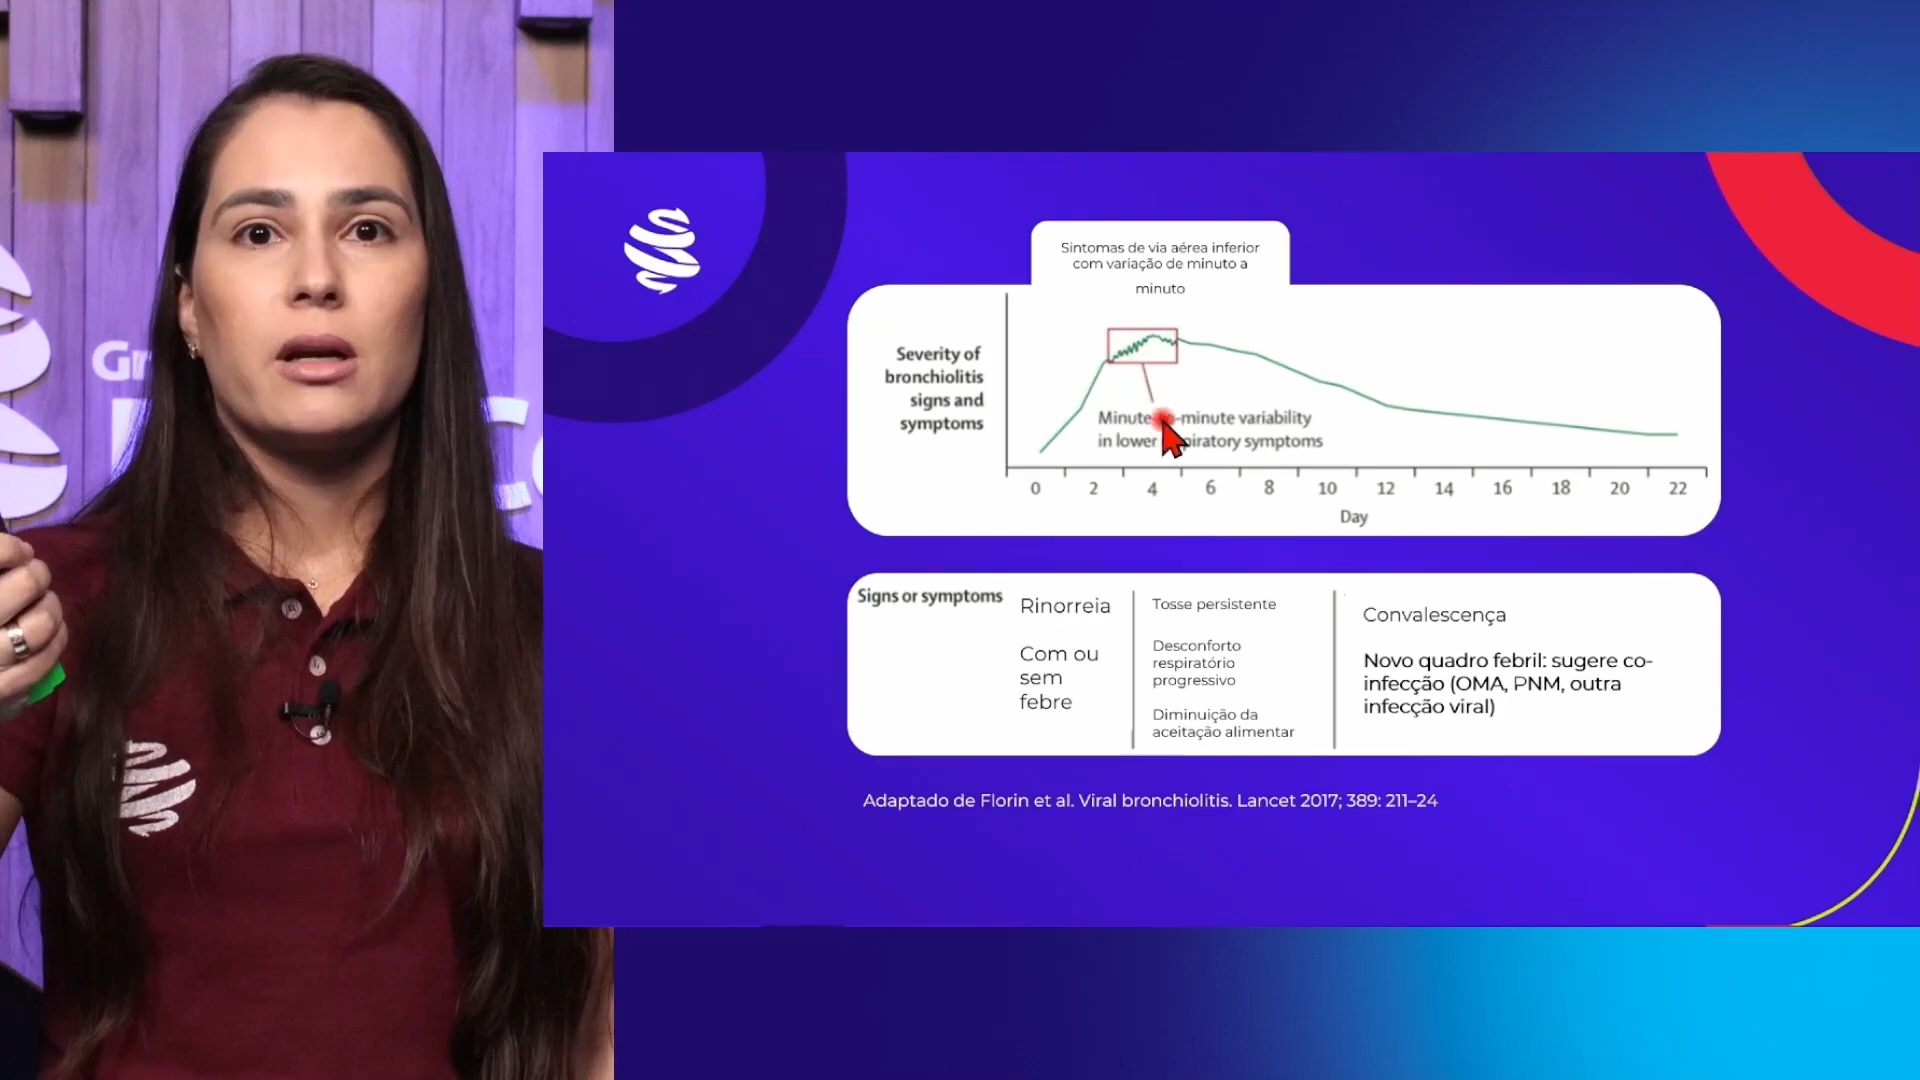 Gr
Sintomas de via aérea inferior
com variação de minuto a
minuto
Severity of
bronchiolitis
signs and
symptoms
Minute-to-minute variability
in lower respiratory symptoms
0 2 4 6 8 10 12 14 16 18 20 22
Day
Signs or symptoms
Rinorreia
Com ou
sem
febre
Tosse persistente
Desconforto
respiratório
progressivo
Diminuição da
aceitação alimentar
Convalescença
Novo quadro febril: sugere co-
infecção (OMA, PNM, outra
infecção viral)
Adaptado de Florin et al. Viral bronchiolitis. Lancet 2017; 389: 211–24